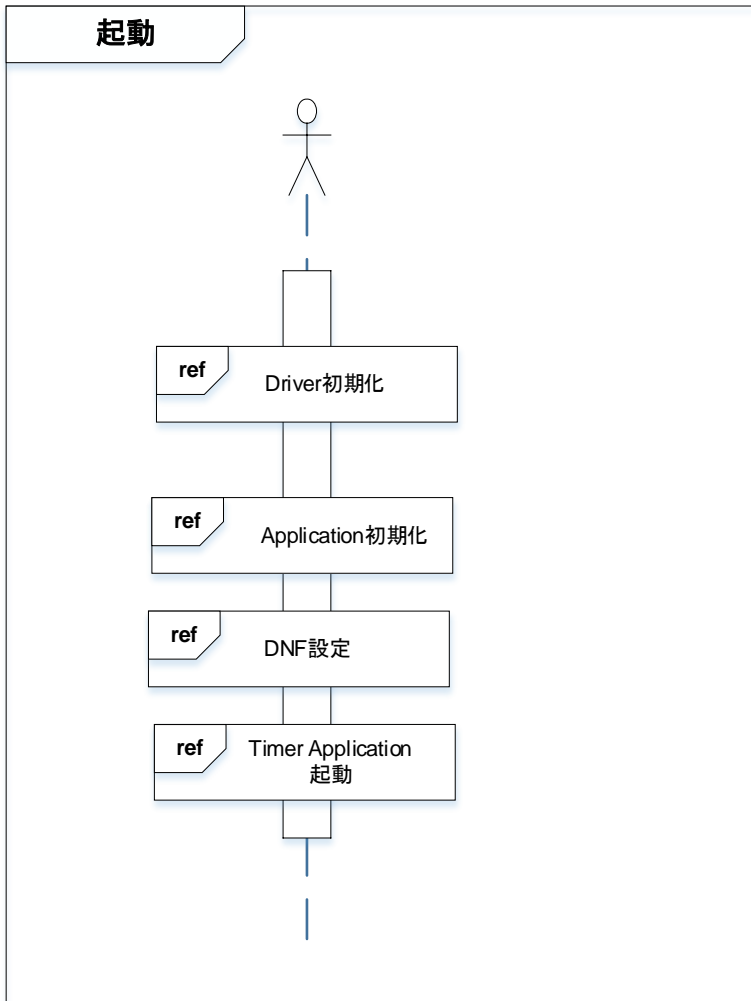 起動
ref
Driver初期化
ref
Application初期化
ref
DNF設定
ref
Timer Application
起動